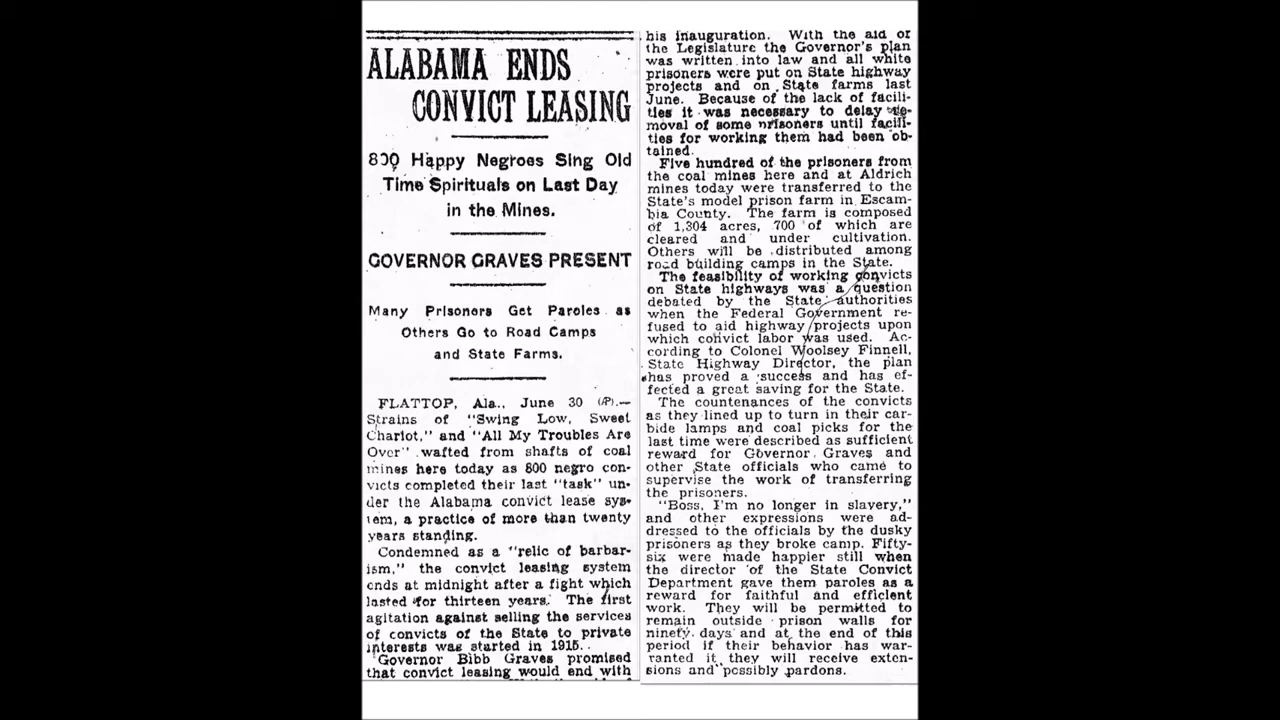 ALABAMA ENDS
CONVICT LEASING
800 Happy Negroes Sing Old
Time Spirituals on Last Day
in the Mines.
GOVERNOR GRAVES PRESENT
Many Prisoners Get Paroles as
Others Go to Road Camps
and State Farms.
FLATTOP, Ala., June 30 (AP).—
Strains of "Swing Low, Sweet
Chariot," and "All My Troubles Are
Over" wafted from shafts of coal
mines here today as 800 negro con-
victs completed their last "task" un-
der the Alabama convict lease sys-
tem, a practice of more than twenty
years standing.
Condemned as a "relic of barbar-
ism," the convict leasing system
ends at midnight after a fight which
lasted for thirteen years. The first
agitation against selling the services
of convicts of the State to private
interests was started in 1915.
Governor Bibb Graves promised
that convict leasing would end with
his inauguration. With the aid of
the Legislature the Governor's plan
was written into law and all white
prisoners were put on State highway
projects and on State farms last
June. Because of the lack of facili-
ties it was necessary to delay re-
moval of some prisoners until facili-
ties for working them had been ob-
tained.
Five hundred of the prisoners from
the coal mines here and at Aldrich
mines today were transferred to the
State's model prison farm in Escam-
bia County. The farm is composed
of 1,304 acres, 700 of which are
cleared and under cultivation.
Others will be distributed among
road building camps in the State.
The feasibility of working convicts
on State highways was a question
debated by the State authorities
when the Federal Government re-
fused to aid highway projects upon
which convict labor was used. Ac-
cording to Colonel Woolsey Finnell,
State Highway Director, the plan
has proved a success and has ef-
fected a great saving for the State.
The countenances of the convicts
as they lined up to turn in their car-
bide lamps and coal picks for the
last time were described as sufficient
reward for Governor Graves and
other State officials who came to
supervise the work of transferring
the prisoners.
"Boss, I'm no longer in slavery,"
and other expressions were ad-
dressed to the officials by the dusky
prisoners as they broke camp. Fifty-
six were made happier still when
the director of the State Convict
Department gave them paroles as a
reward for faithful and efficient
work. They will be permitted to
remain outside prison walls for
ninety days and at the end of this
period if their behavior has war-
ranted it they will receive exten-
sions and possibly pardons.